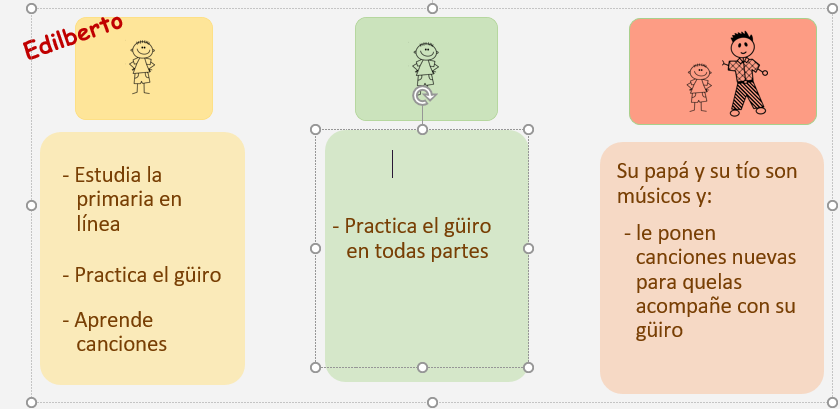 Edilberto
- Estudia la
primaria en
línea
- Practica el güiro
- Aprende
canciones
- Practica el güiro
en todas partes
Su papá y su tío son
músicos y:
- le ponen
canciones nuevas
para quelas
acompañe con su
güiro